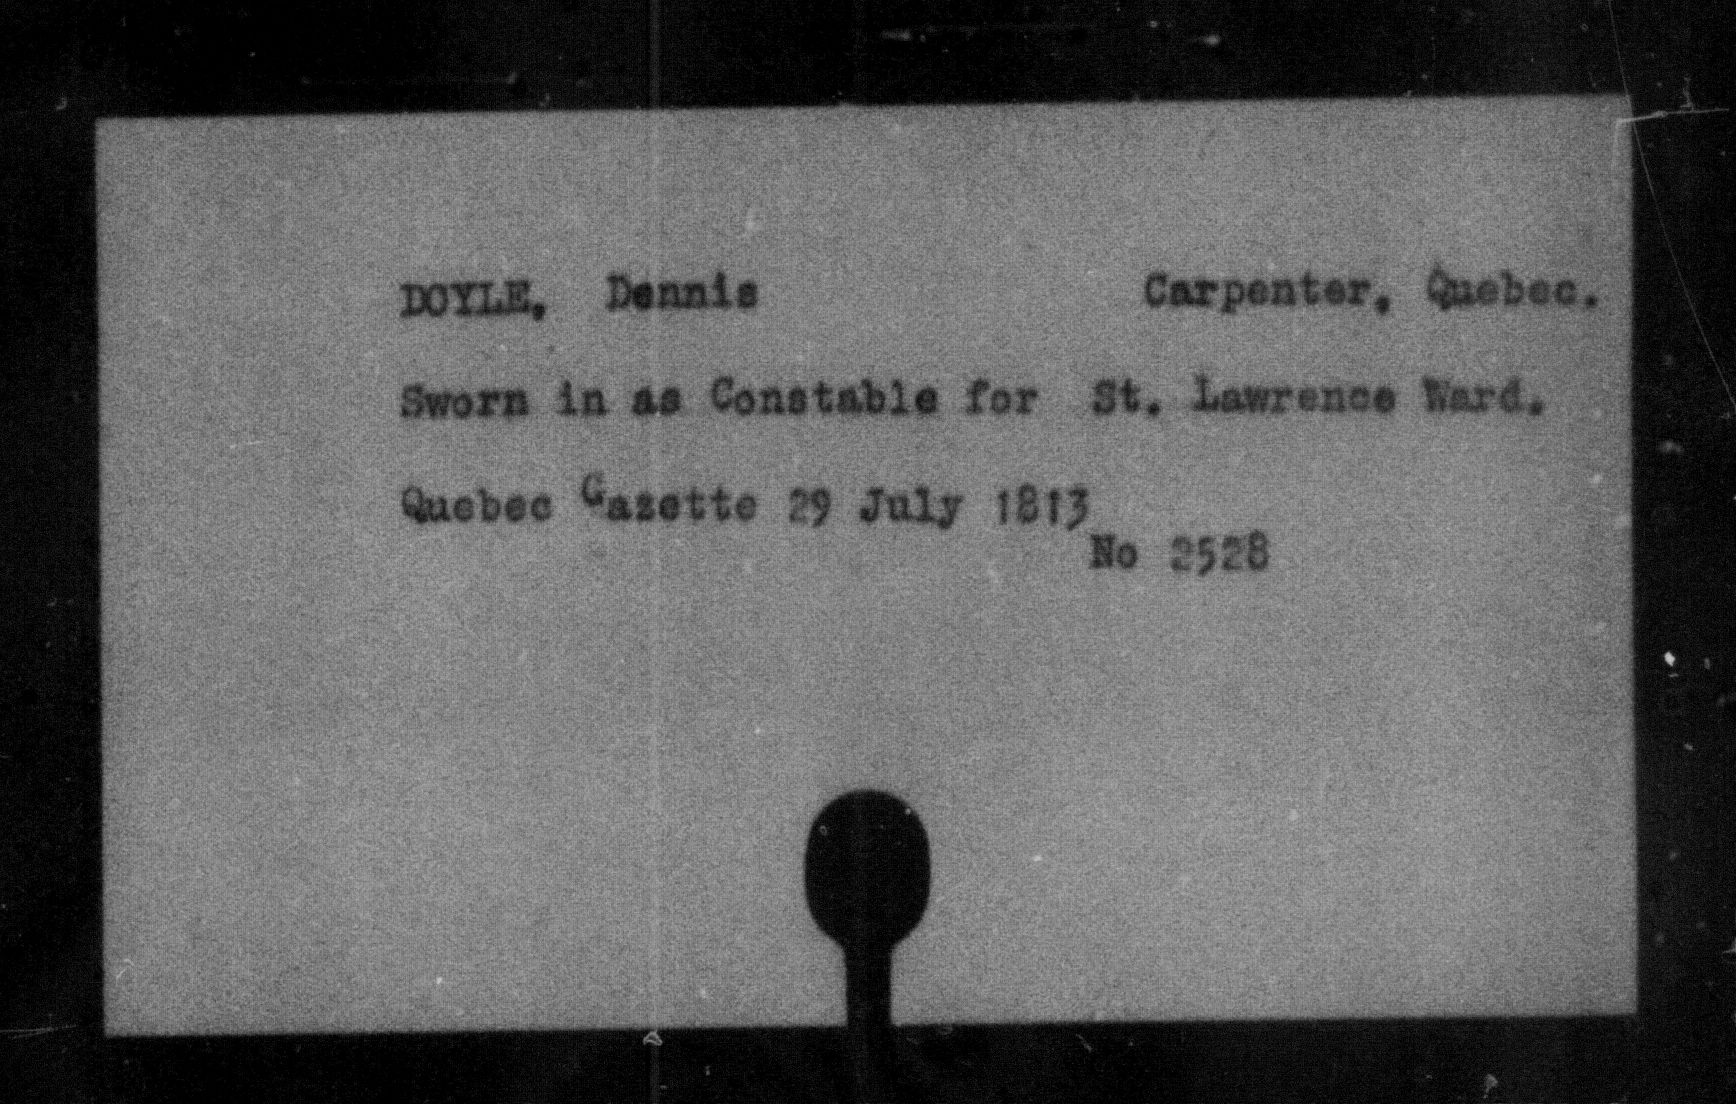 DOYLE, Dennis Carpenter, Quebec.
Sworn in as Constable for St. Lawrence Ward.
Quebec Gazette 29 July 1813
No 2528